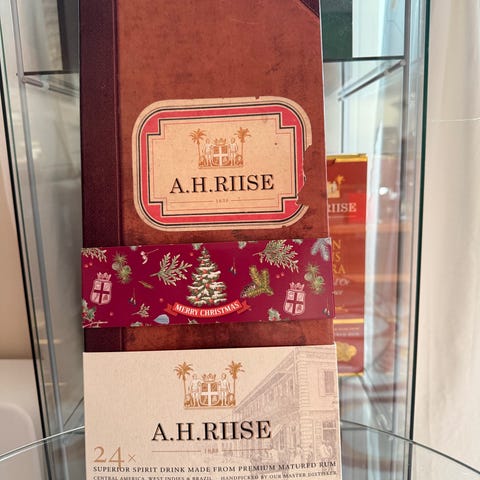 A.H.RIISE
1838
MERRY CHRISTMAS
A.H.RIISE
1838
24×
SUPERIOR SPIRIT DRINK MADE FROM PREMIUM MATURED RUM
CENTRAL AMERICA, WEST INDIES & BRAZIL HANDPICKED BY OUR MASTER DISTILLER
RIISE